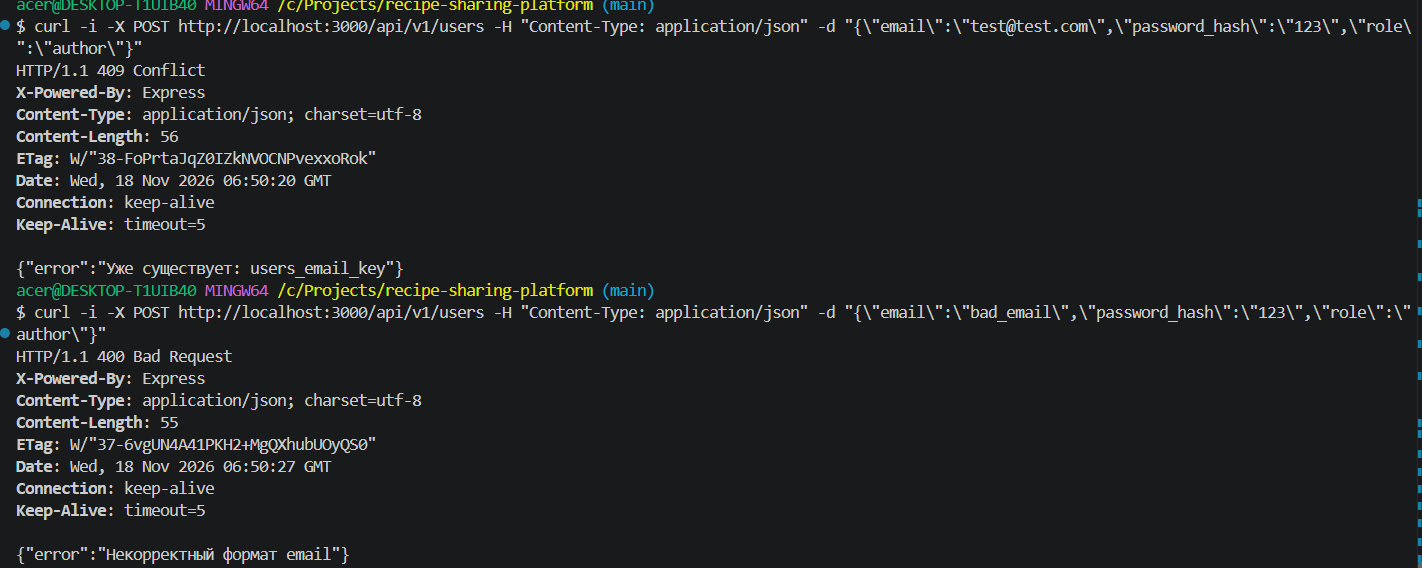 acer@DESKTOP-T1UIB40 MINGW64 /c/Projects/recipe-sharing-platform (main)
$ curl -i -X POST http://localhost:3000/api/v1/users -H "Content-Type: application/json" -d "{\"email\":\"test@test.com\",\"password_hash\":\"123\",\"role\
":\"author\"}"
HTTP/1.1 409 Conflict
X-Powered-By: Express
Content-Type: application/json; charset=utf-8
Content-Length: 56
ETag: W/"38-FoPrtaJqZ0IZkNVOCNPvexxoRok"
Date: Wed, 18 Nov 2026 06:50:20 GMT
Connection: keep-alive
Keep-Alive: timeout=5
{"error":"Уже существует: users_email_key"}
acer@DESKTOP-T1UIB40 MINGW64 /c/Projects/recipe-sharing-platform (main)
$ curl -i -X POST http://localhost:3000/api/v1/users -H "Content-Type: application/json" -d "{\"email\":\"bad_email\",\"password_hash\":\"123\",\"role\":\"
author\"}"
HTTP/1.1 400 Bad Request
X-Powered-By: Express
Content-Type: application/json; charset=utf-8
Content-Length: 55
ETag: W/"37-6vgUN4A41PKH2+MgQXhubUOyQS0"
Date: Wed, 18 Nov 2026 06:50:27 GMT
Connection: keep-alive
Keep-Alive: timeout=5
{"error":"Некорректный формат email"}